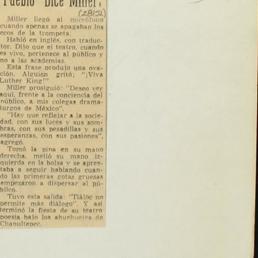 Pueblo" Dice Miller:
Miller llegó al micrófono
cuando apenas se apagaban los
ecos de la trompeta.
Habló en inglés, con traduc-
tor. Dijo que el teatro, cuando
es vivo, pertenece al público y
no a las academias.
Esta frase produjo una ova-
ción. Alguien gritó: "¡Viva
Luther King!"
Miller prosiguió: "Deseo ver
aquí, frente a la conciencia del
público, a mis colegas drama-
turgos de México".
"Hay que reflejar a la socie-
dad, con sus luces y sus som-
bras, con sus pesadillas y sus
esperanzas, con sus pasiones",
agregó.
Tomó la pipa en su mano
derecha, metió su mano iz-
quierda en la bolsa y se apres-
taba a seguir hablando cuando
las primeras gotas gruesas
empezaron a dispersar al pú-
blico.
Tuvo esta salida: "Tláloc no
permite más diálogo". Y así
terminó la fiesta de su teatro
poesía bajo los ahuehuetes de
Chapultepec.